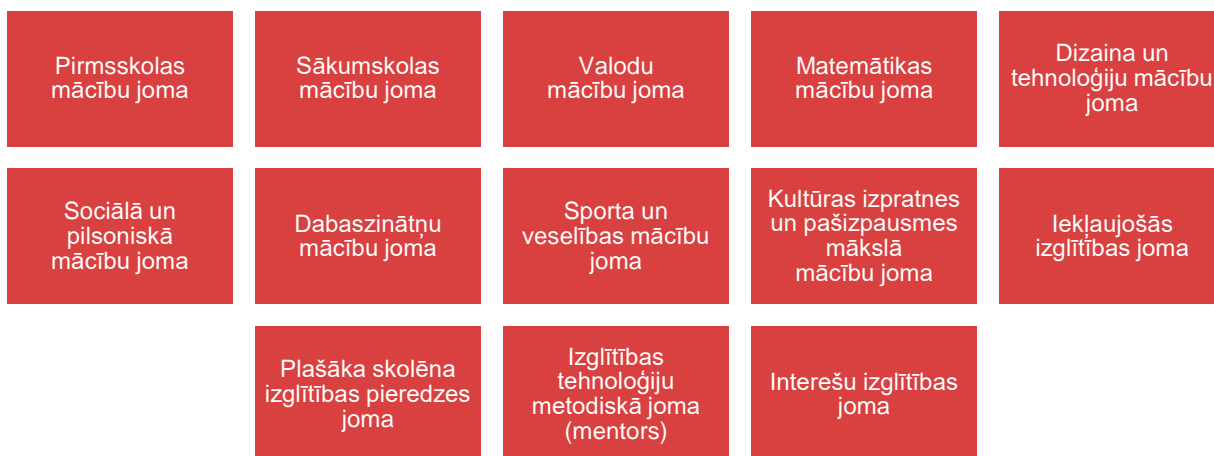 Pirmsskolas
mācību joma
Sākumskolas
mācību joma
Valodu
mācību joma
Matemātikas
mācību joma
Dizaina un
tehnoloģiju mācību
joma
Sociālā un
pilsoniskā
mācību joma
Dabaszinātņu
mācību joma
Sporta un
veselības mācību
joma
Kultūras izpratnes
un pašizpausmes
mākslā
mācību joma
Iekļaujošās
izglītības joma
Plašāka skolēna
izglītības pieredzes
joma
Izglītības
tehnoloģiju
metodiskā joma
(mentors)
Interešu izglītības
joma